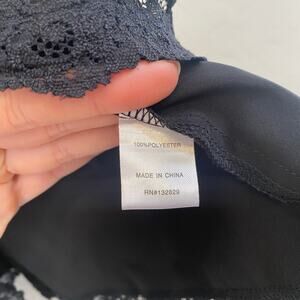 100%POLYESTER
MADE IN CHINA
RN#132829